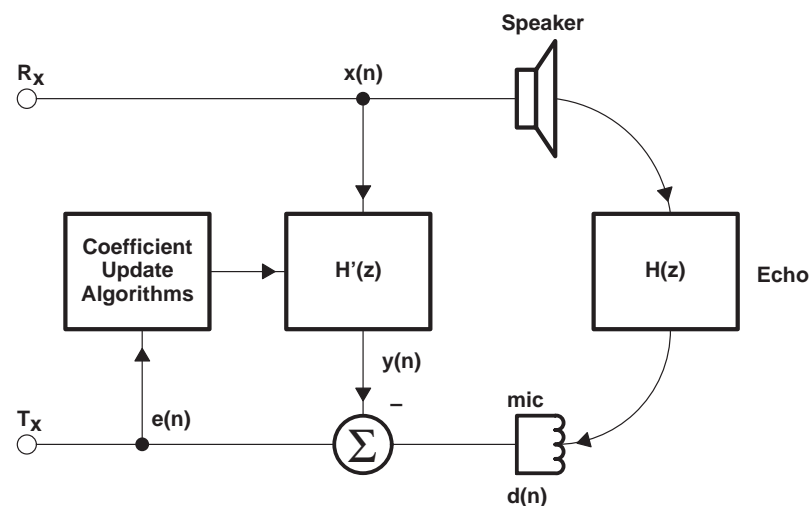 Speaker
Rx
x(n)
Coefficient
Update
Algorithms
H'(z)
H(z)
Echo
y(n)
–
mic
Tx
e(n)
Σ
d(n)